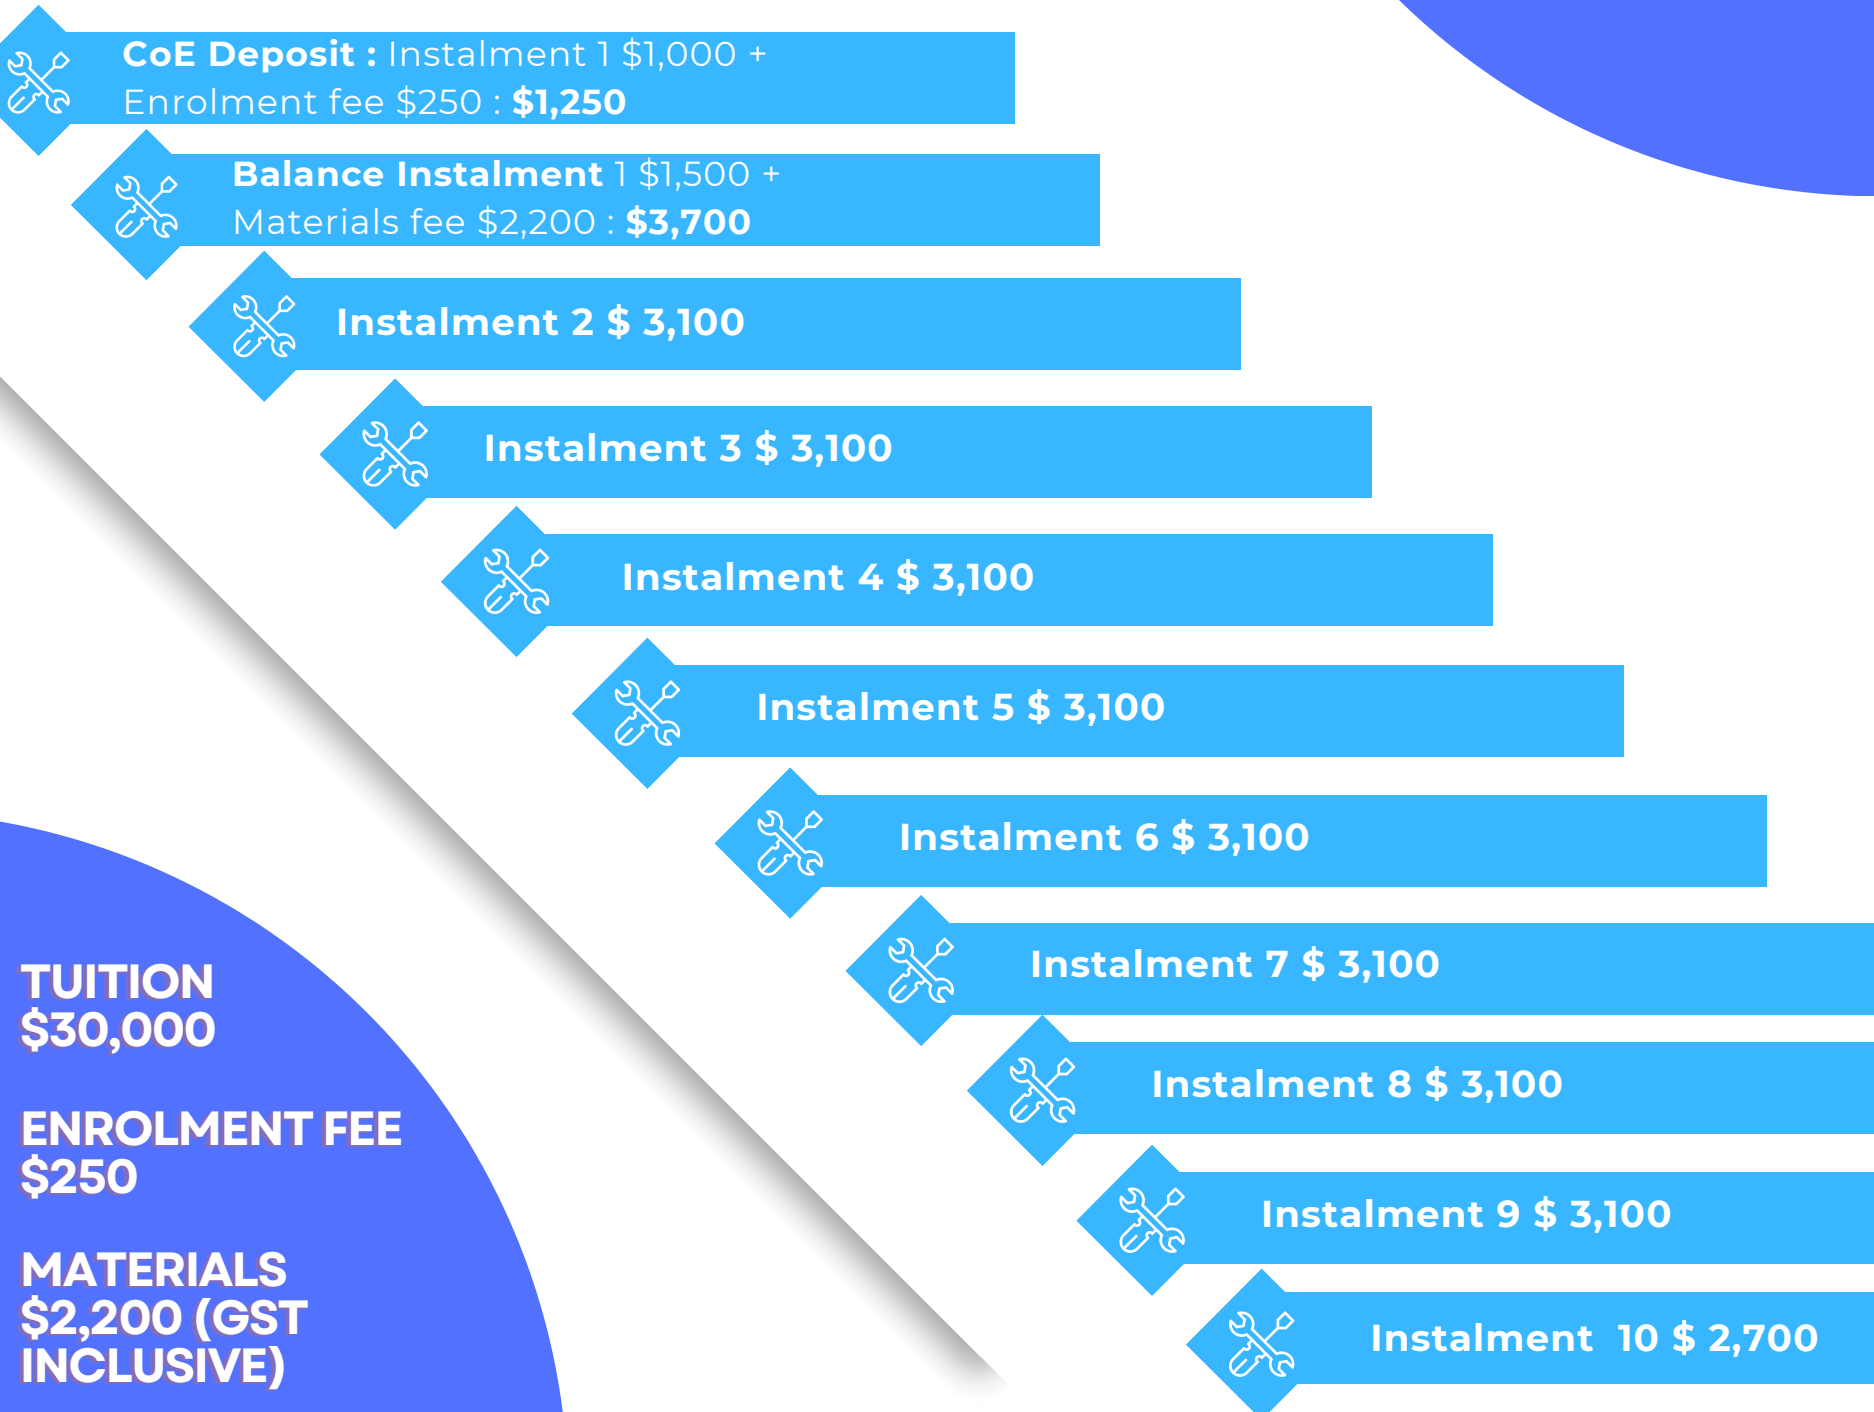 CoE Deposit : Instalment 1 $1,000 +
Enrolment fee $250 : $1,250
Balance Instalment 1 $1,500 +
Materials fee $2,200 : $3,700
Instalment 2 $ 3,100
Instalment 3 $ 3,100
Instalment 4 $ 3,100
Instalment 5 $ 3,100
Instalment 6 $ 3,100
Instalment 7 $ 3,100
Instalment 8 $ 3,100
Instalment 9 $ 3,100
Instalment 10 $ 2,700
TUITION
$30,000
ENROLMENT FEE
$250
MATERIALS
$2,200 (GST
INCLUSIVE)